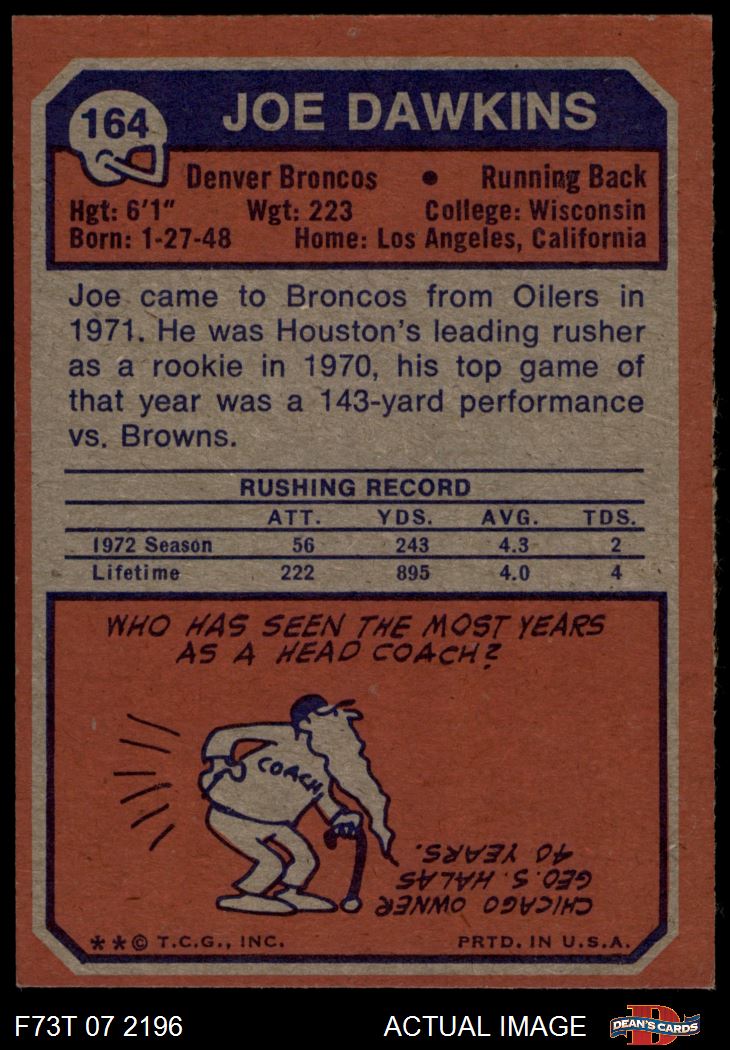 164
JOE DAWKINS
Denver Broncos • Running Back
Hgt: 6'1" Wgt: 223 College: Wisconsin
Born: 1-27-48 Home: Los Angeles, California
Joe came to Broncos from Oilers in
1971. He was Houston's leading rusher
as a rookie in 1970, his top game of
that year was a 143-yard performance
vs. Browns.
RUSHING RECORD
ATT. YDS. AVG. TDS.
1972 Season 56 243 4.3 2
Lifetime 222 895 4.0 4
WHO HAS SEEN THE MOST YEARS
AS A HEAD COACH?
COACH
CHICAGO OWNER
GEO. S. HALAS
40 YEARS.
**© T.C.G., INC. PRTD. IN U.S.A.
F73T 07 2196 ACTUAL IMAGE
D
DEAN'S CARDS